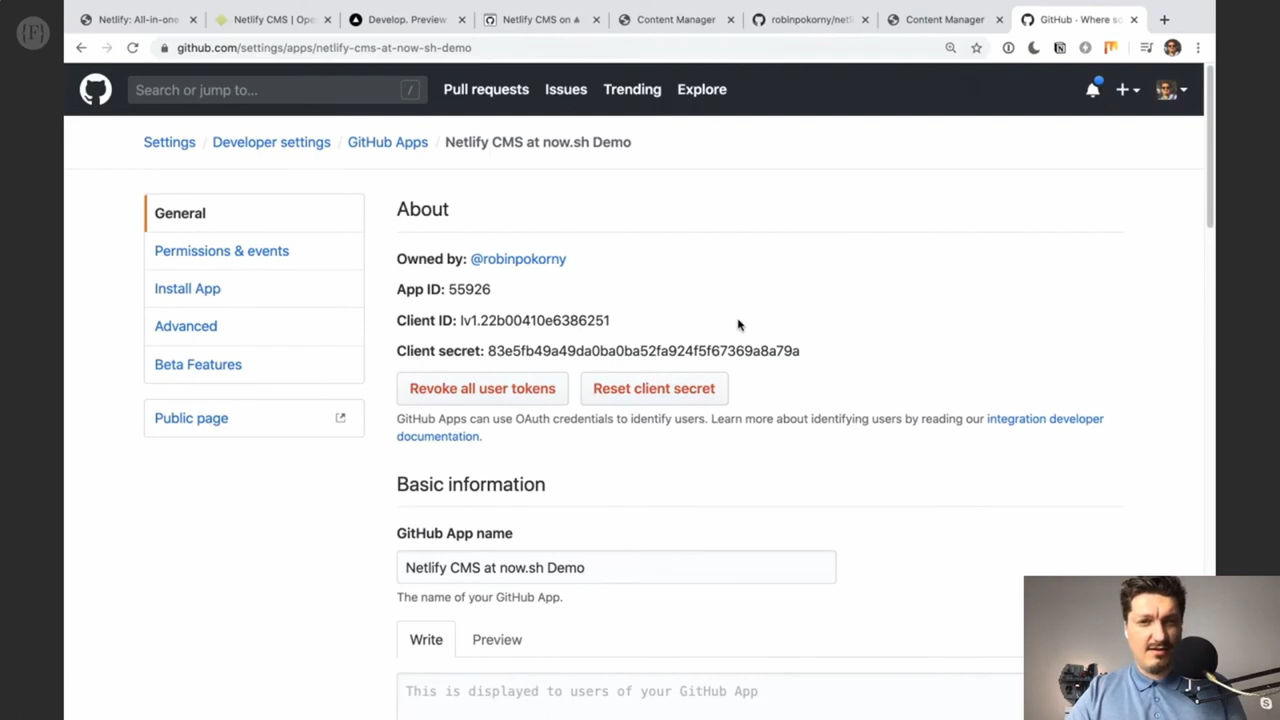 {F}
Netlify: All-in-one
Netlify CMS | Ope
Develop. Preview
Netlify CMS on ▲
Content Manager
robinpokorny/netl
Content Manager
GitHub - Where so
github.com/settings/apps/netlify-cms-at-now-sh-demo
Search or jump to... /
Pull requests
Issues
Trending
Explore
Settings / Developer settings / GitHub Apps / Netlify CMS at now.sh Demo
General
Permissions & events
Install App
Advanced
Beta Features
Public page
About
Owned by: @robinpokorny
App ID: 55926
Client ID: Iv1.22b00410e6386251
Client secret: 83e5fb49a49da0ba0ba52fa924f5f67369a8a79a
Revoke all user tokens
Reset client secret
GitHub Apps can use OAuth credentials to identify users. Learn more about identifying users by reading our integration developer
documentation.
Basic information
GitHub App name
Netlify CMS at now.sh Demo
The name of your GitHub App.
Write
Preview
This is displayed to users of your GitHub App